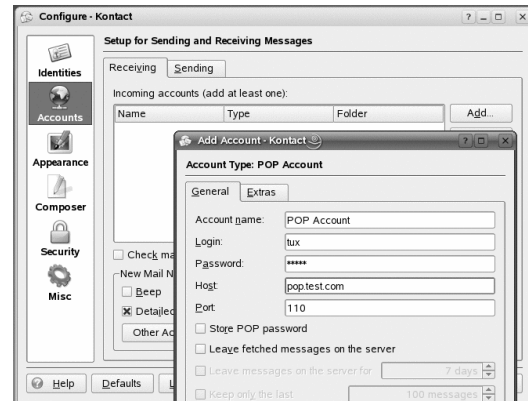 Configure - Kontact
Setup for Sending and Receiving Messages
Identities
Accounts
Appearance
Composer
Security
Misc
Receiving Sending
Incoming accounts (add at least one):
Name Type Folder
Add...
Check ma
New Mail N
Beep
Detailed
Other Ac
Help Defaults L
Add Account - Kontact
Account Type: POP Account
General Extras
Account name: POP Account
Login: tux
Password: *****
Host: pop.test.com
Port: 110
Store POP password
Leave fetched messages on the server
Leave messages on the server for 7 days
Keep only the last 100 messages